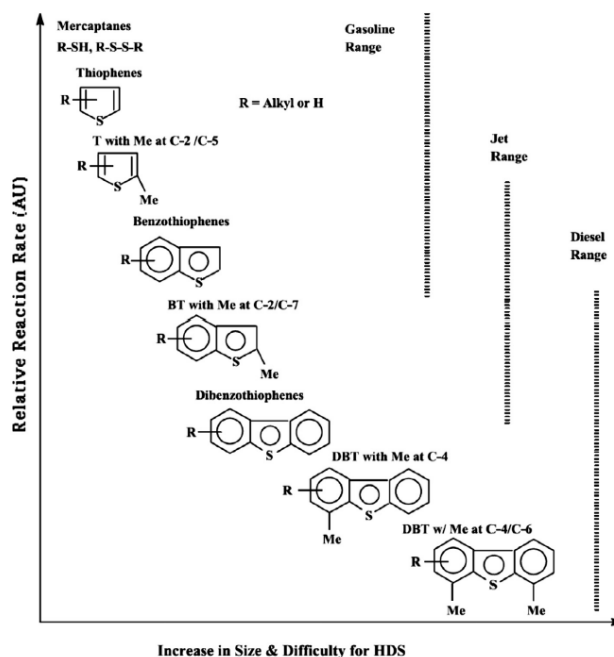 Mercaptanes
R-SH, R-S-S-R
Thiophenes
R
S
R = Alkyl or H
Gasoline
Range
T with Me at C-2 /C-5
R
S
Me
Jet
Range
Benzothiophenes
R
S
Diesel
Range
BT with Me at C-2/C-7
R
S
Me
Dibenzothiophenes
R
S
DBT with Me at C-4
R
S
Me
DBT w/ Me at C-4/C-6
R
S
Me
Me
Relative Reaction Rate (AU)
Increase in Size & Difficulty for HDS